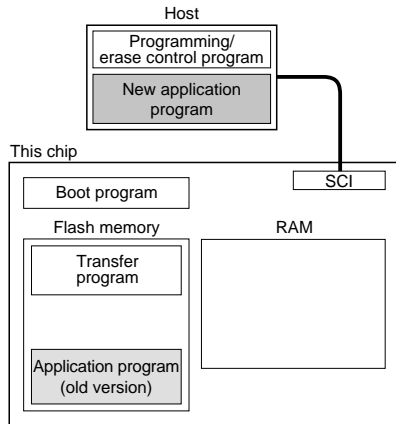 Host
Programming/
erase control program
New application
program
This chip
SCI
Boot program
Flash memory
RAM
Transfer
program
Application program
(old version)